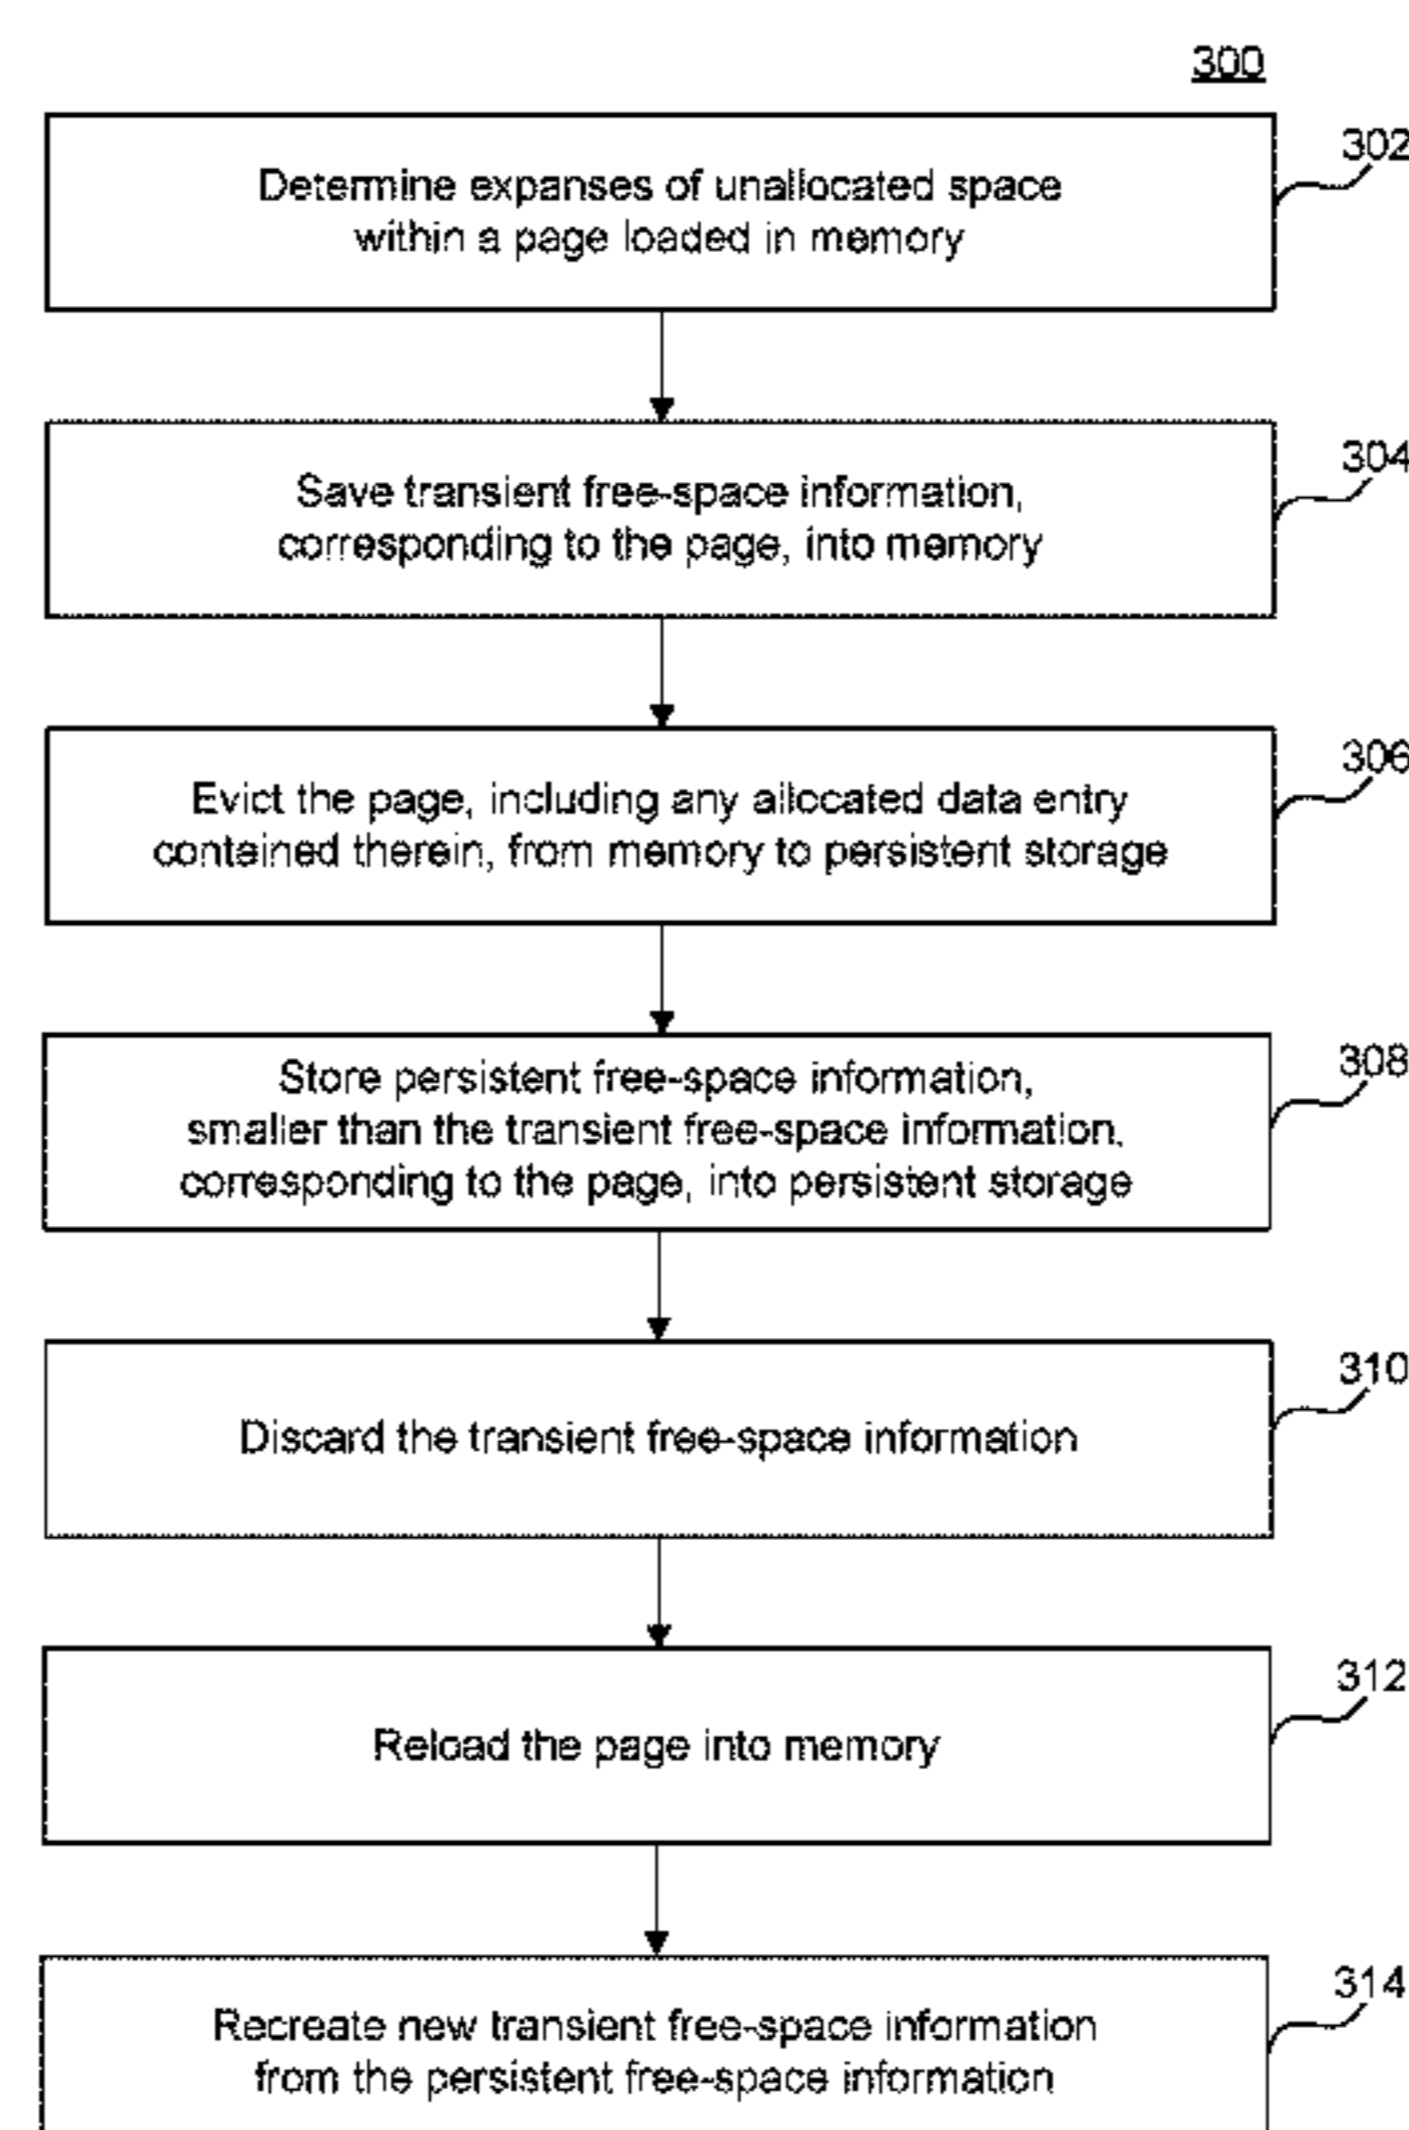 300
302
Determine expanses of unallocated space
within a page loaded in memory
304
Save transient free-space information,
corresponding to the page, into memory
306
Evict the page, including any allocated data entry
contained therein, from memory to persistent storage
308
Store persistent free-space information,
smaller than the transient free-space information,
corresponding to the page, into persistent storage
310
Discard the transient free-space information
312
Reload the page into memory
314
Recreate new transient free-space information
from the persistent free-space information